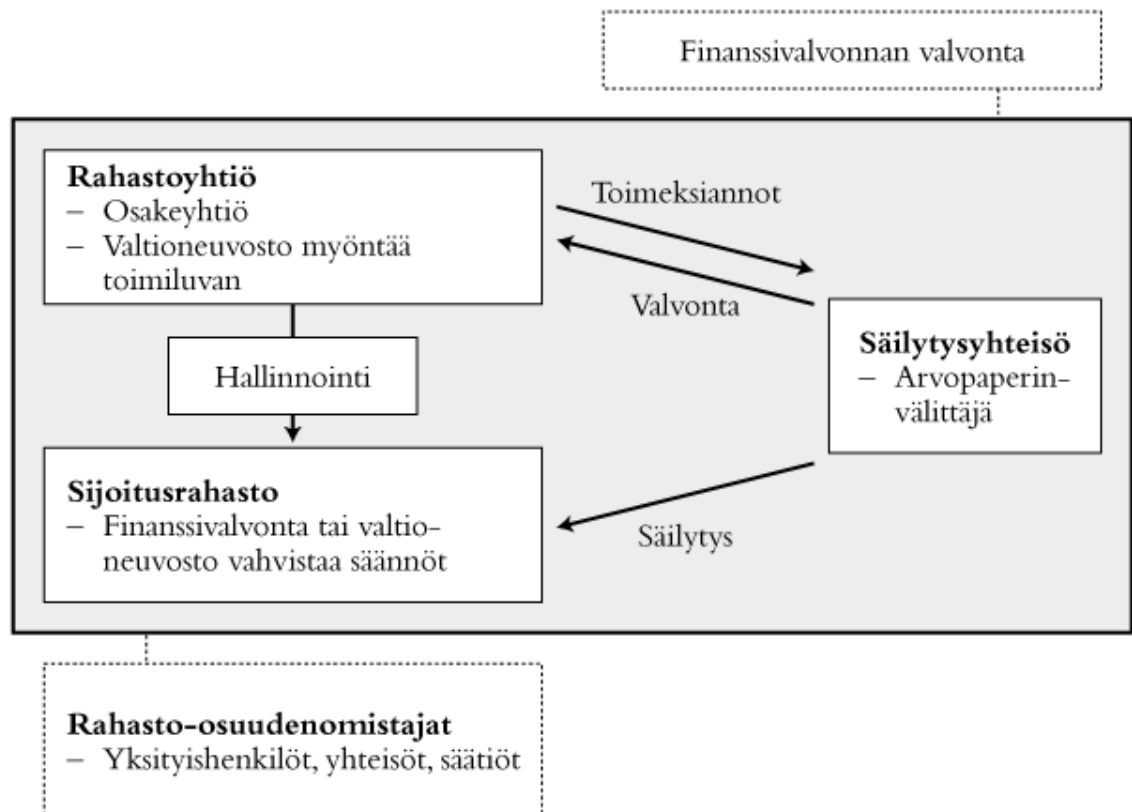 Finanssivalvonnan valvonta
Rahastoyhtiö
– Osakeyhtiö
– Valtioneuvosto myöntää
toimiluvan
Toimeksiannot
Valvonta
Hallinnointi
Säilytysyhteisö
– Arvopaperin-
välittäjä
Sijoitusrahasto
– Finanssivalvonta tai valtio-
neuvosto vahvistaa säännöt
Säilytys
Rahasto-osuudenomistajat
– Yksityishenkilöt, yhteisöt, säätiöt